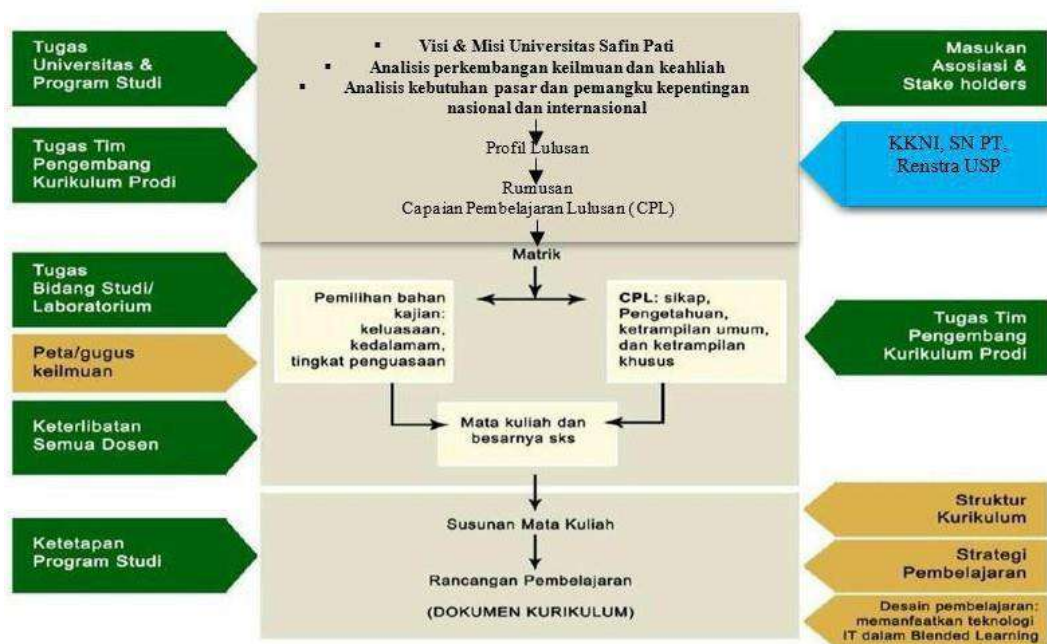 Tugas
Universitas &
Program Studi
▪ Visi & Misi Universitas Safin Pati
▪ Analisis perkembangan keilmuan dan keahliah
▪ Analisis kebutuhan pasar dan pemangku kepentingan
nasional dan internasional
Masukan
Asosiasi &
Stake holders
Tugas Tim
Pengembang
Kurikulum Prodi
Profil Lulusan
Rumusan
Capaian Pembelajaran Lulusan ( CPL)
KKNI, SN PT,
Renstra USP
Matrik
Tugas
Bidang Studi/
Laboratorium
Pemilihan bahan
kajian:
keluasaan,
kedalamam,
tingkat penguasaan
CPL: sikap,
Pengetahuan,
ketrampilan umum,
dan ketrampilan
khusus
Tugas Tim
Pengembang
Kurikulum Prodi
Peta/gugus
keilmuan
Keterlibatan
Semua Dosen
Mata kuliah dan
besarnya sks
Ketetapan
Program Studi
Susunan Mata Kuliah
Rancangan Pembelajaran
(DOKUMEN KURIKULUM)
Struktur
Kurikulum
Strategi
Pembelajaran
Desain pembelajaran:
memanfsatkan teknologi
IT dalam Blended Learning